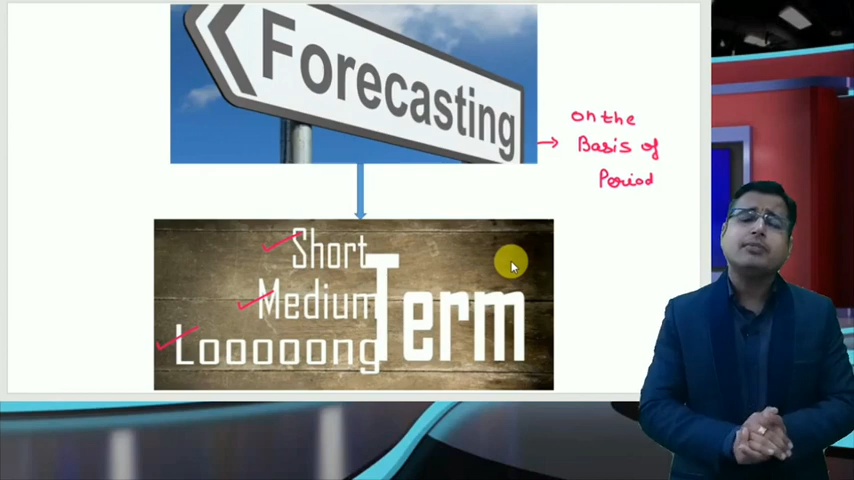 Forecasting
on the
Basis of
Period
Short
Medium
Looooong
Term